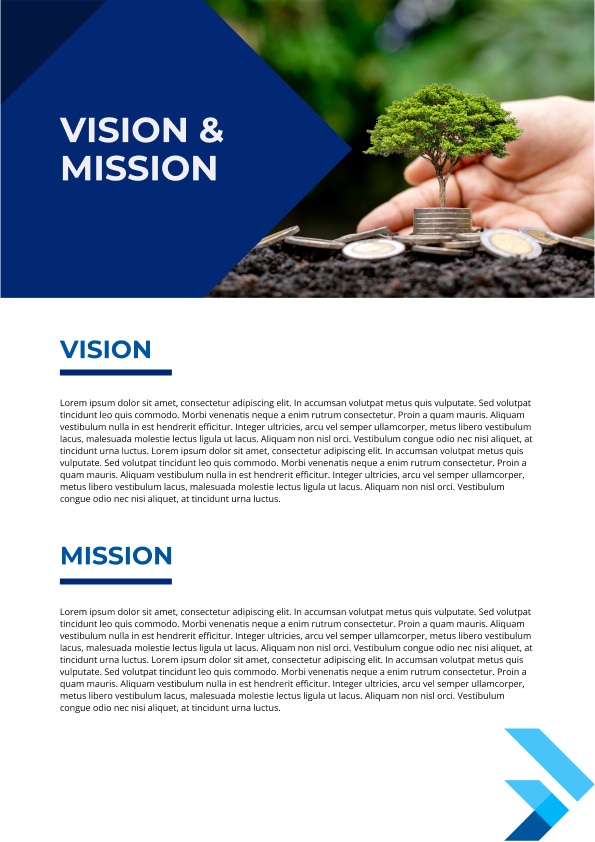 VISION &
MISSION
VISION
Lorem ipsum dolor sit amet, consectetur adipiscing elit. In accumsan volutpat metus quis vulputate. Sed volutpat
tincidunt leo quis commodo. Morbi venenatis neque a enim rutrum consectetur. Proin a quam mauris. Aliquam
vestibulum nulla in est hendrerit efficitur. Integer ultricies, arcu vel semper ullamcorper, metus libero vestibulum
lacus, malesuada molestie lectus ligula ut lacus. Aliquam non nisl orci. Vestibulum congue odio nec nisi aliquet, at
tincidunt urna luctus. Lorem ipsum dolor sit amet, consectetur adipiscing elit. In accumsan volutpat metus quis
vulputate. Sed volutpat tincidunt leo quis commodo. Morbi venenatis neque a enim rutrum consectetur. Proin a
quam mauris. Aliquam vestibulum nulla in est hendrerit efficitur. Integer ultricies, arcu vel semper ullamcorper,
metus libero vestibulum lacus, malesuada molestie lectus ligula ut lacus. Aliquam non nisl orci. Vestibulum
congue odio nec nisi aliquet, at tincidunt urna luctus.
MISSION
Lorem ipsum dolor sit amet, consectetur adipiscing elit. In accumsan volutpat metus quis vulputate. Sed volutpat
tincidunt leo quis commodo. Morbi venenatis neque a enim rutrum consectetur. Proin a quam mauris. Aliquam
vestibulum nulla in est hendrerit efficitur. Integer ultricies, arcu vel semper ullamcorper, metus libero vestibulum
lacus, malesuada molestie lectus ligula ut lacus. Aliquam non nisl orci. Vestibulum congue odio nec nisi aliquet, at
tincidunt urna luctus. Lorem ipsum dolor sit amet, consectetur adipiscing elit. In accumsan volutpat metus quis
vulputate. Sed volutpat tincidunt leo quis commodo. Morbi venenatis neque a enim rutrum consectetur. Proin a
quam mauris. Aliquam vestibulum nulla in est hendrerit efficitur. Integer ultricies, arcu vel semper ullamcorper,
metus libero vestibulum lacus, malesuada molestie lectus ligula ut lacus. Aliquam non nisl orci. Vestibulum
congue odio nec nisi aliquet, at tincidunt urna luctus.